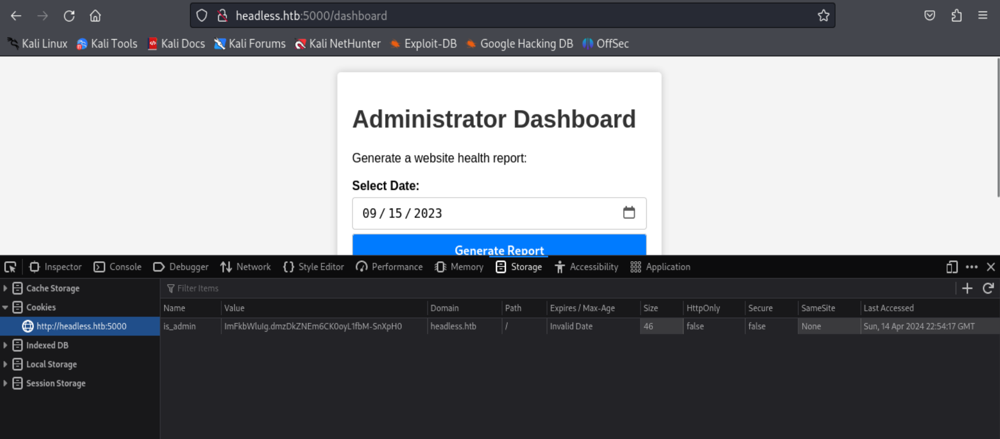 headless.htb:5000/dashboard
Kali Linux Kali Tools Kali Docs Kali Forums Kali NetHunter Exploit-DB Google Hacking DB OffSec
Administrator Dashboard
Generate a website health report:
Select Date:
09/15/2023
Generate Report
Inspector Console Debugger Network Style Editor Performance Memory Storage Accessibility Application
Cache Storage
Cookies
http://headless.htb:5000
Indexed DB
Local Storage
Session Storage
Filter Items
Name Value Domain Path Expires / Max-Age Size HttpOnly Secure SameSite Last Accessed
is_admin ImFkbWluIg.dmzDkZNEm6CK0oyL1fbM-SnXpH0 headless.htb / Invalid Date 46 false false None Sun, 14 Apr 2024 22:54:17 GMT